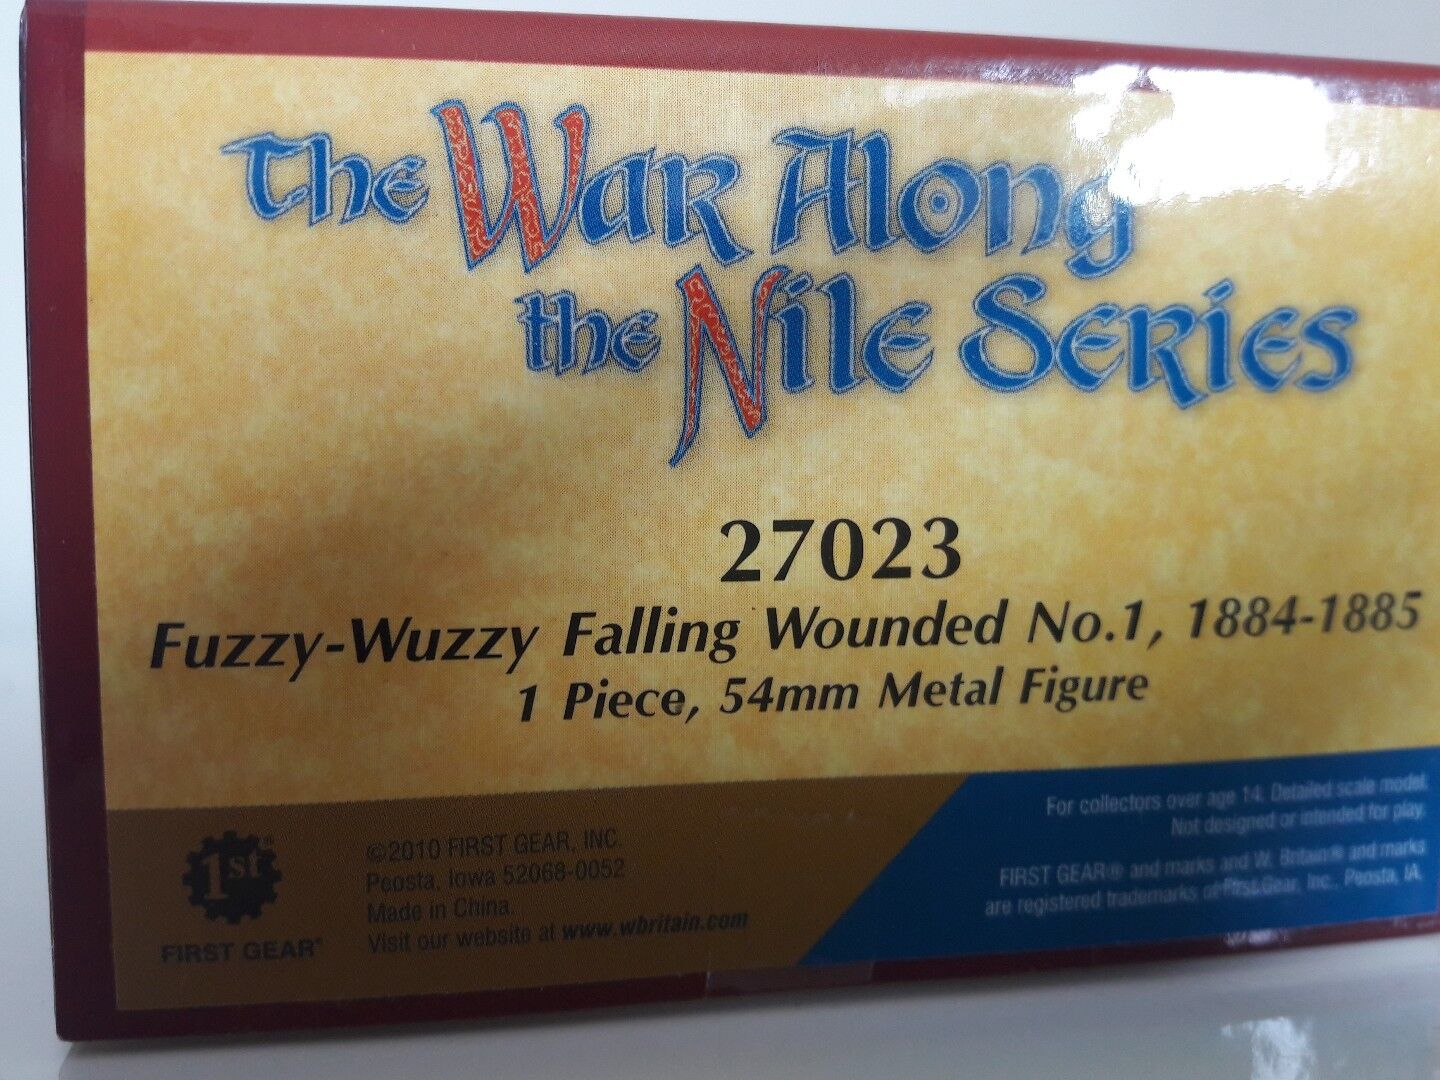 The War Along
the Nile Series
27023
Fuzzy-Wuzzy Falling Wounded No.1, 1884-1885
1 Piece, 54mm Metal Figure
1st®
FIRST GEAR®
©2010 FIRST GEAR, INC.
Peosta, Iowa 52068-0052
Made in China.
Visit our website at www.wbritain.com
For collectors over age 14. Detailed scale model.
Not designed or intended for play.
FIRST GEAR® and marks and W. Britain® and marks
are registered trademarks of First Gear, Inc., Peosta, IA.